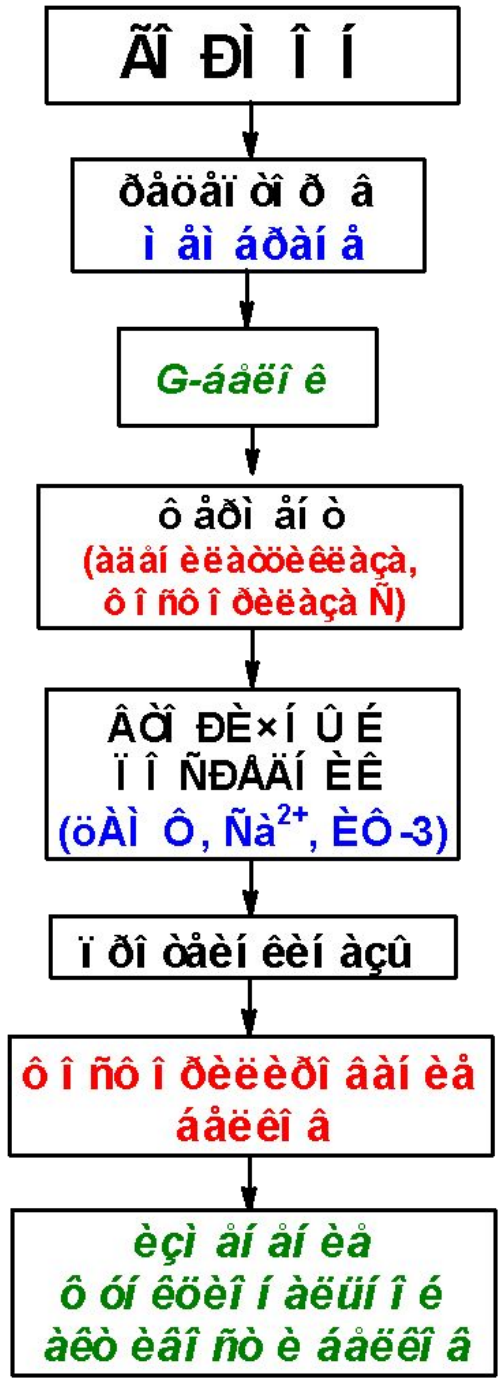 ÃÎ ÐÌ Î Í
ðåöåï òî ð â
ì åì áðàí å
G-áåëî ê
ô åðì åí ò
(àäåí èëàòöèêëàçà,
ô î ñô î ðèëàçà Ñ)
ÂÒÎ ÐÈ×Í Û É
Ï Î ÑÐÅÄÍ ÈÊ
(öÀÌ Ô, Ñà²⁺, ÈÔ-3)
ï ðî òåèí êèí àçû
ô î ñô î ðèëèðî âàí èå
áåëêî â
èçì åí åí èå
ô óí êöèî í àëüí î é
àêò èâî ñò è áåëêî â